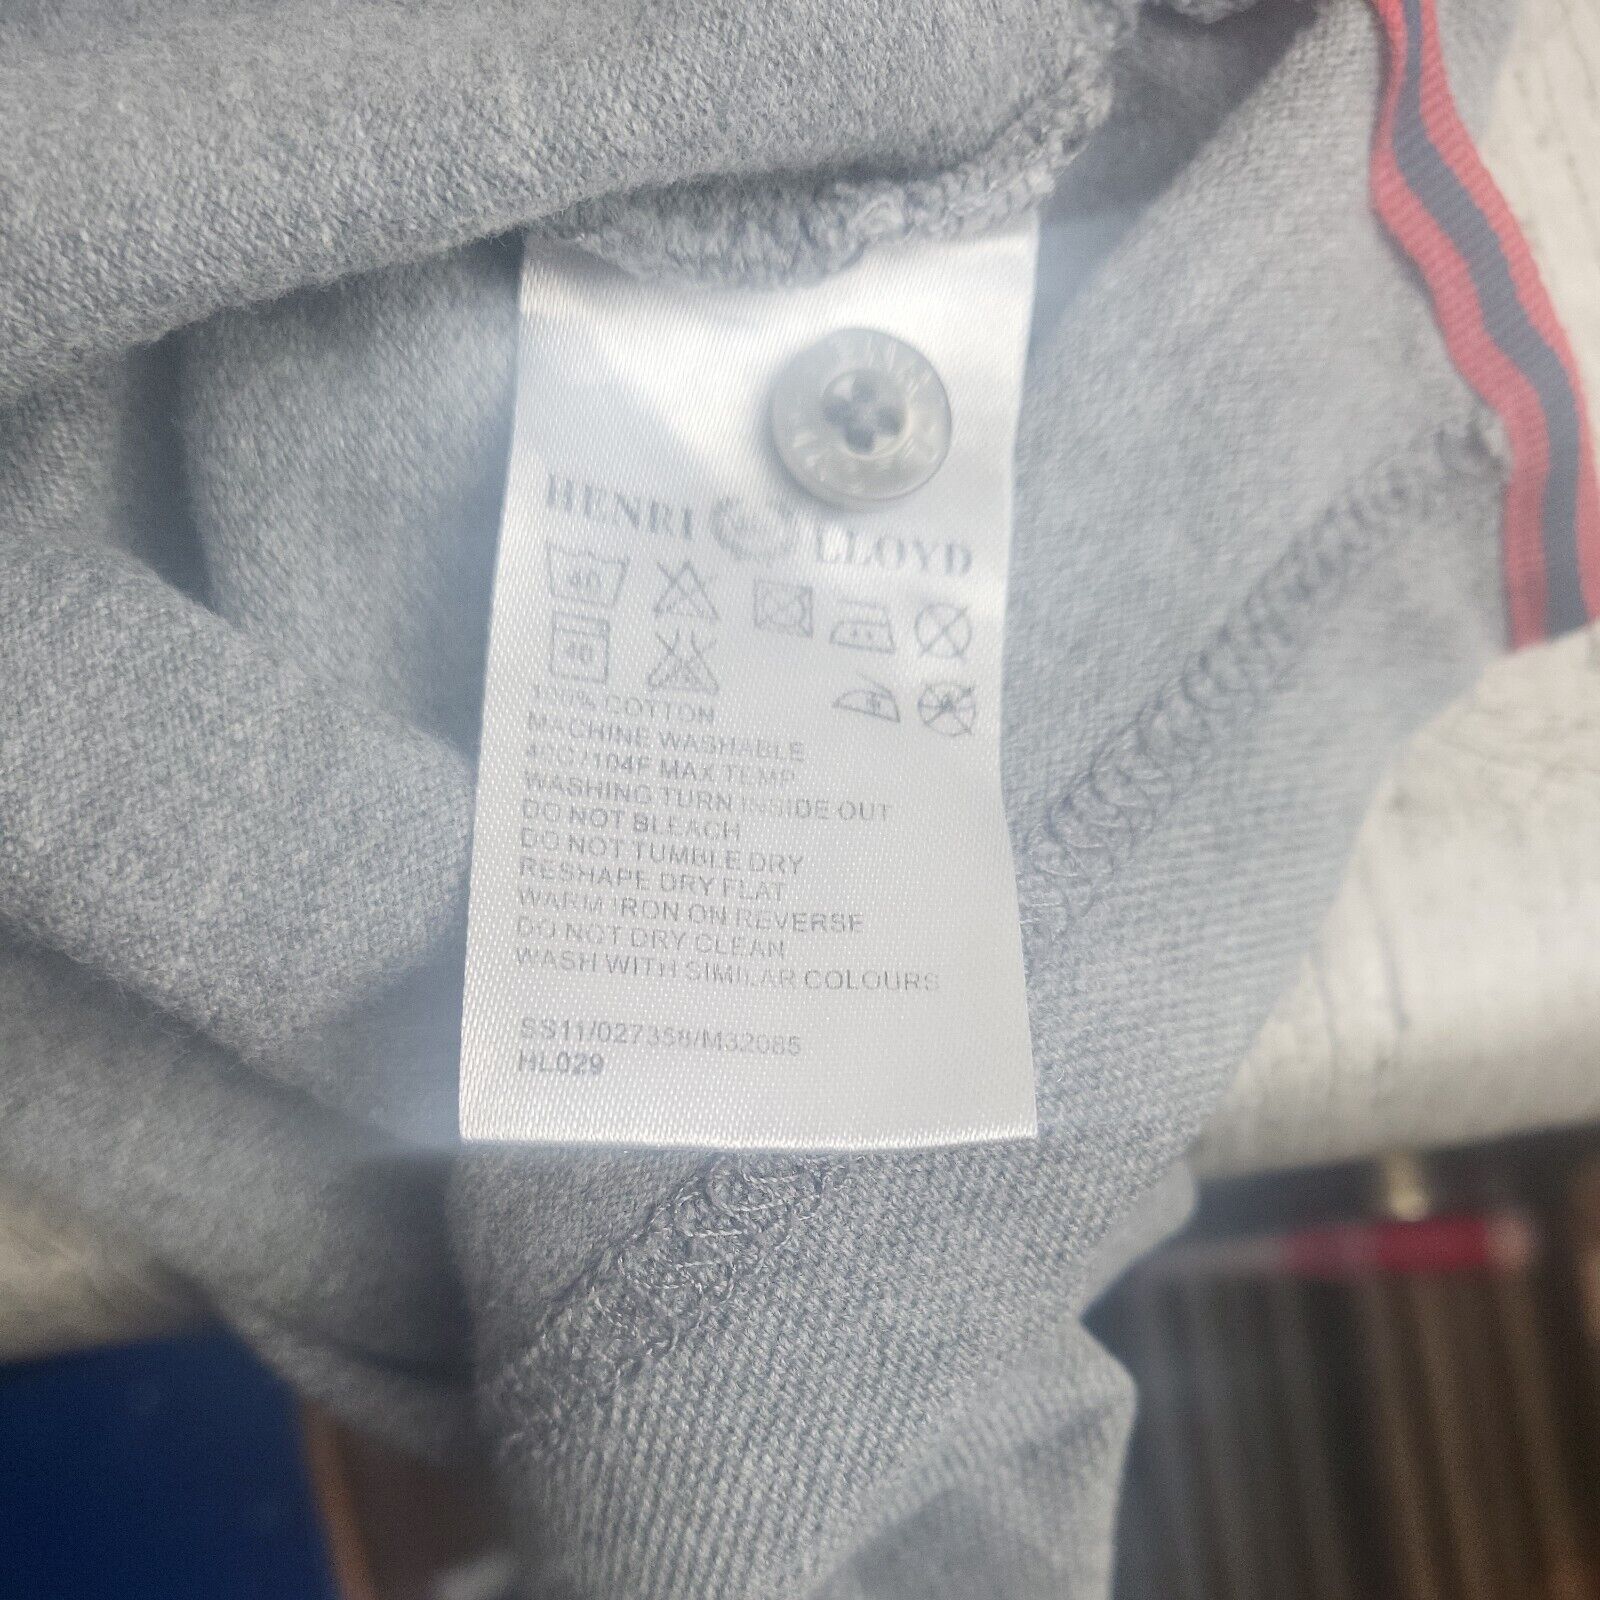 HENRI LLOYD
40
40
100% COTTON
MACHINE WASHABLE
40C/104F MAX TEMP
WASHING TURN INSIDE OUT
DO NOT BLEACH
DO NOT TUMBLE DRY
RESHAPE DRY FLAT
WARM IRON ON REVERSE
DO NOT DRY CLEAN
WASH WITH SIMILAR COLOURS
SS11/027358/M32085
HL029